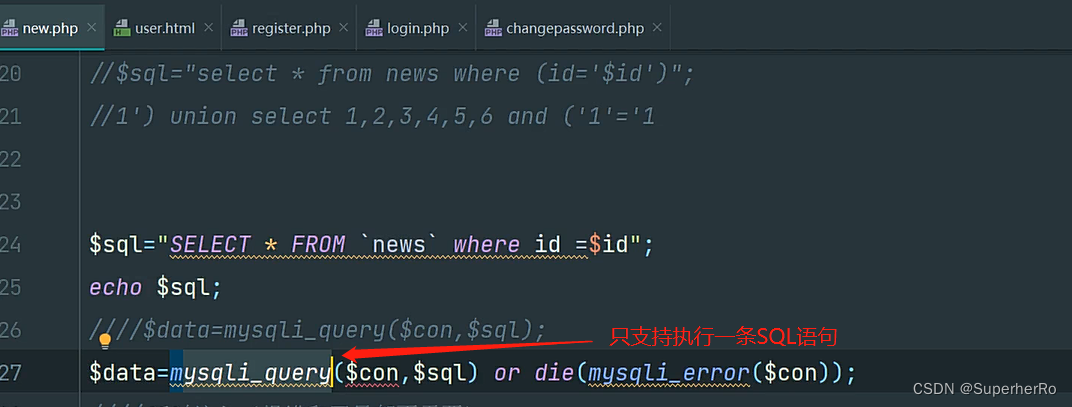 new.php × user.html × register.php × login.php × changepassword.php ×
20 //$sql="select * from news where (id='$id')";
21 //1') union select 1,2,3,4,5,6 and ('1'='1
22
23
24 $sql="SELECT * FROM `news` where id =$id";
25 echo $sql;
26 ////$data=mysqli_query($con,$sql);
只支持执行一条SQL语句
27 $data=mysqli_query($con,$sql) or die(mysqli_error($con));
CSDN @SuperherRo